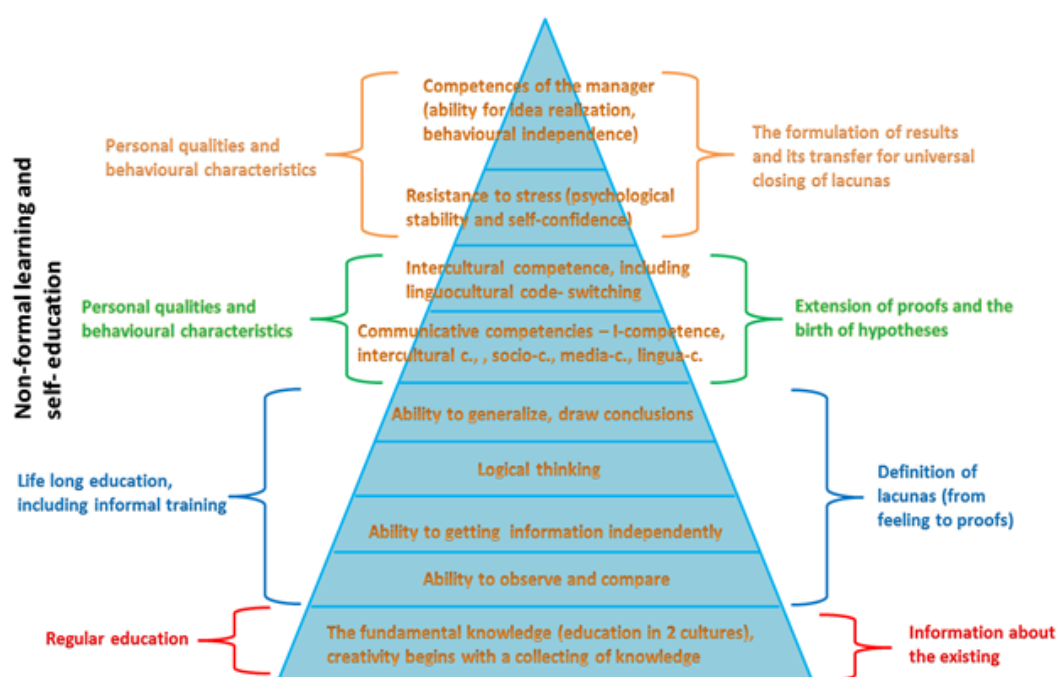 Non-formal learning and
self- education
Competences of the manager
(ability for idea realization,
behavioural independence)
Personal qualities and
behavioural characteristics
The formulation of results
and its transfer for universal
closing of lacunas
Resistance to stress (psychological
stability and self-confidence)
Intercultural competence, including
linguocultural code- switching
Personal qualities and
behavioural characteristics
Extension of proofs and the
birth of hypotheses
Communicative competencies – I-competence,
intercultural c., , socio-c., media-c., lingua-c.
Ability to generalize, draw conclusions
Logical thinking
Life long education,
including informal training
Definition of
lacunas (from
feeling to proofs)
Ability to getting information independently
Ability to observe and compare
Regular education
The fundamental knowledge (education in 2 cultures),
creativity begins with a collecting of knowledge
Information about
the existing